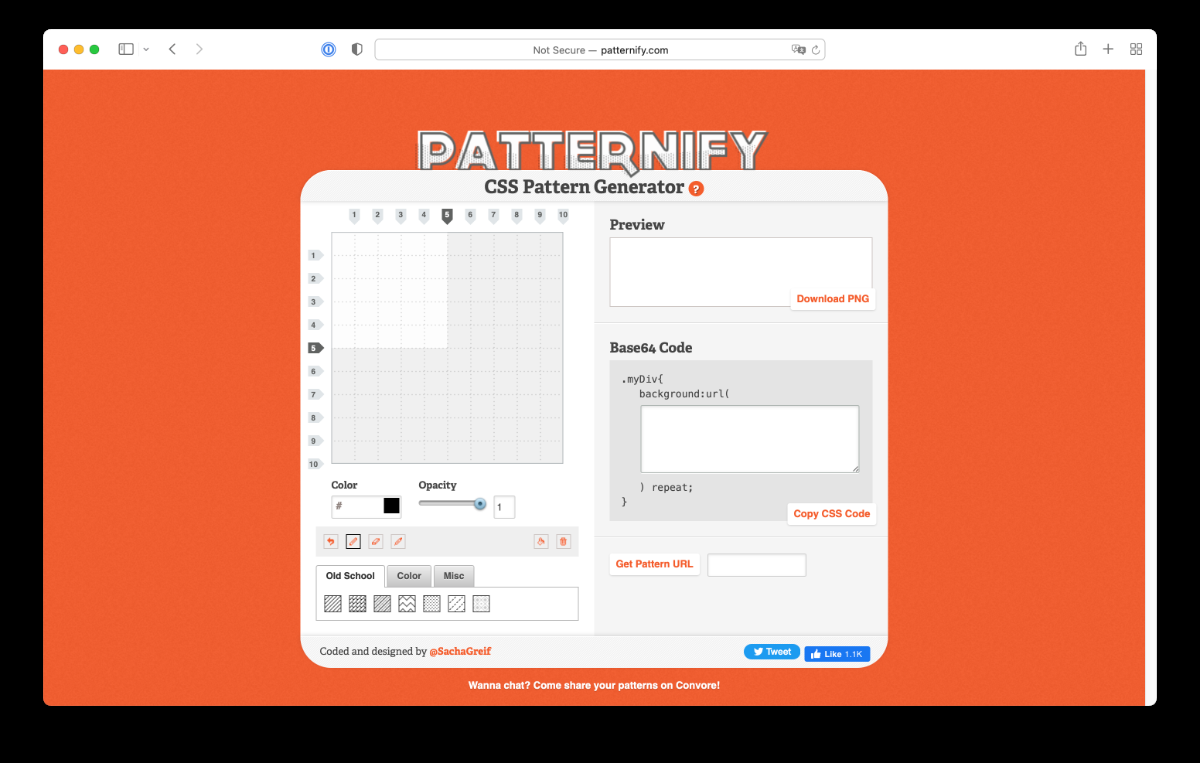 Not Secure — patternify.com
PATTERNIFY
CSS Pattern Generator ?
1 2 3 4 5 6 7 8 9 10
1
2
3
4
5
6
7
8
9
10
Color Opacity
# 1
Old School Color Misc
Preview
Download PNG
Base64 Code
.myDiv{
background:url(
) repeat;
}
Copy CSS Code
Get Pattern URL
Coded and designed by @SachaGreif
Tweet Like 1.1K
Wanna chat? Come share your patterns on Convore!